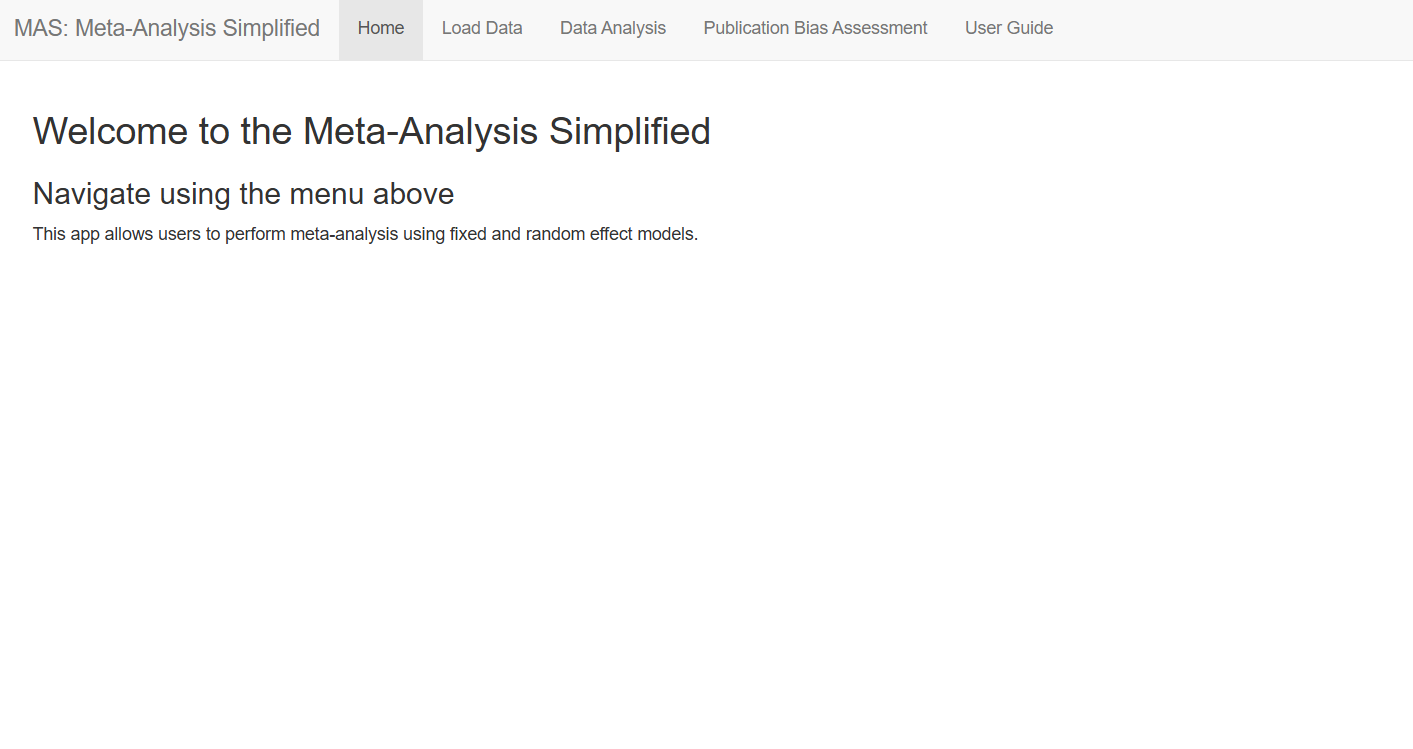 MAS: Meta-Analysis Simplified Home Load Data Data Analysis Publication Bias Assessment User Guide
Welcome to the Meta-Analysis Simplified
Navigate using the menu above
This app allows users to perform meta-analysis using fixed and random effect models.